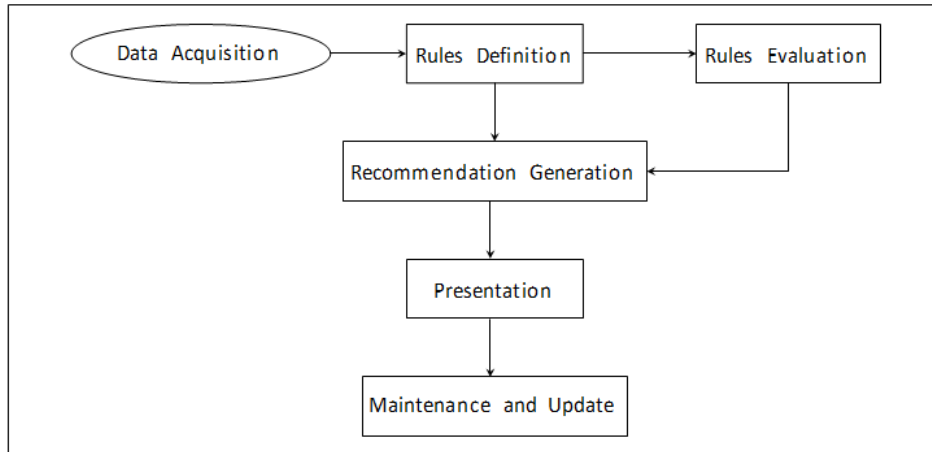 Data Acquisition
Rules Definition
Rules Evaluation
Recommendation Generation
Presentation
Maintenance and Update